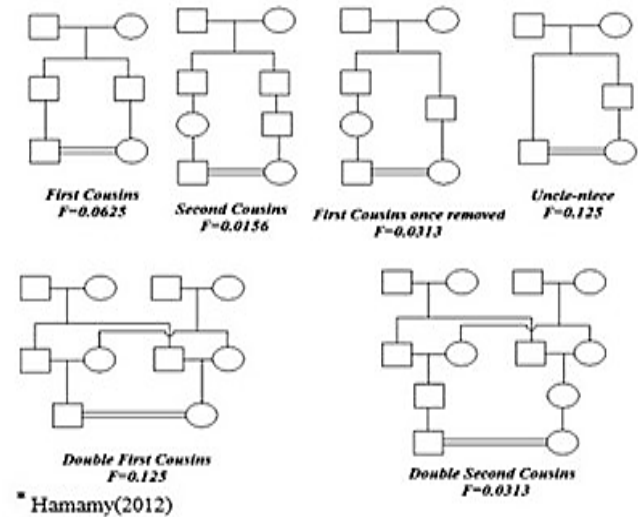 First Cousins
F=0.0625
Second Cousins
F=0.0156
First Cousins once removed
F=0.0313
Uncle-niece
F=0.125
Double First Cousins
F=0.125
Double Second Cousins
F=0.0313
* Hamamy(2012)